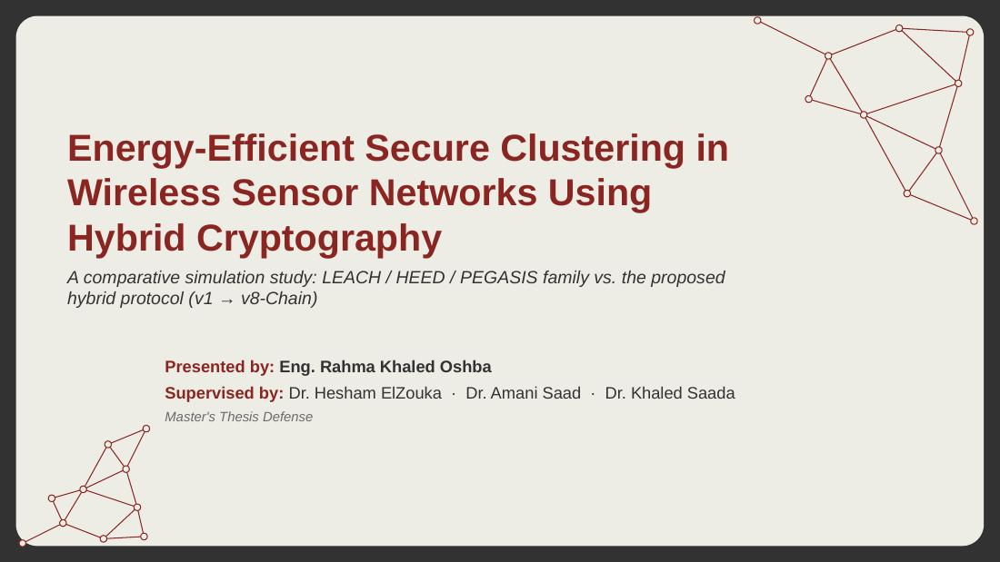 Energy-Efficient Secure Clustering in
Wireless Sensor Networks Using
Hybrid Cryptography
A comparative simulation study: LEACH / HEED / PEGASIS family vs. the proposed
hybrid protocol (v1 → v8-Chain)
Presented by: Eng. Rahma Khaled Oshba
Supervised by: Dr. Hesham ElZouka · Dr. Amani Saad · Dr. Khaled Saada
Master's Thesis Defense